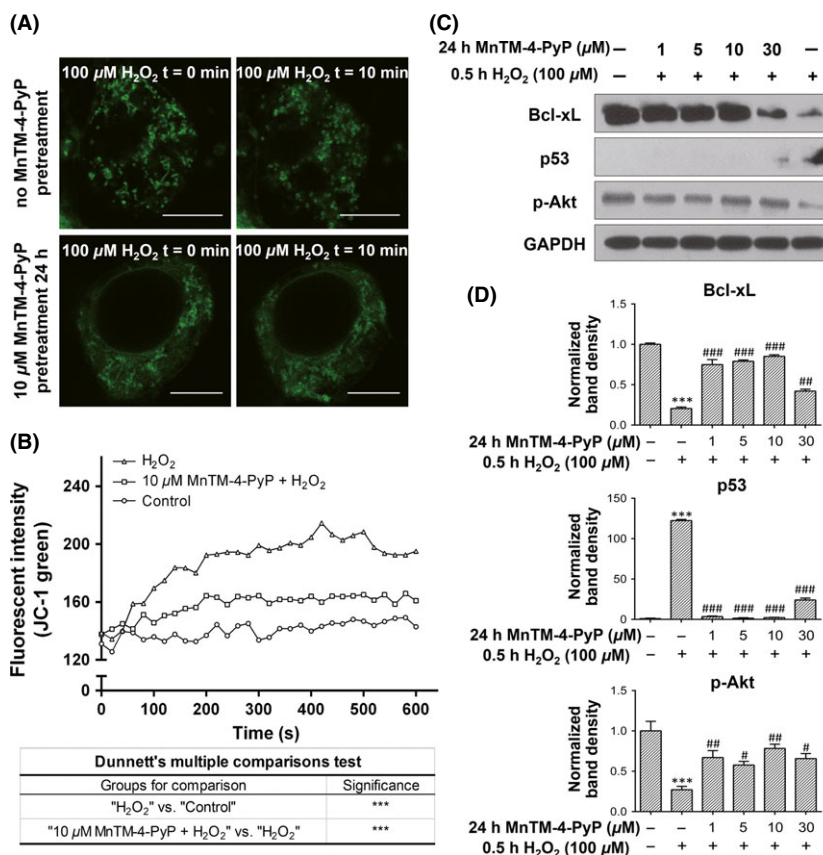 (A)
no MnTM-4-PyP pretreatment
100 µM H₂O₂ t = 0 min
100 µM H₂O₂ t = 10 min
10 µM MnTM-4-PyP pretreatment 24 h
100 µM H₂O₂ t = 0 min
100 µM H₂O₂ t = 10 min
(B)
H₂O₂
10 µM MnTM-4-PyP + H₂O₂
Control
Fluorescent intensity
(JC-1 green)
240
200
160
120
0
0 100 200 300 400 500 600
Time (s)
Dunnett's multiple comparisons test
Groups for comparison Significance
"H₂O₂" vs. "Control" ***
"10 µM MnTM-4-PyP + H₂O₂" vs. "H₂O₂" ***
(C)
24 h MnTM-4-PyP (µM) – 1 5 10 30 –
0.5 h H₂O₂ (100 µM) – + + + + +
Bcl-xL
p53
p-Akt
GAPDH
(D)
Bcl-xL
Normalized
band density
1.5
1.0
0.5
0.0
*** ### ### ### ##
24 h MnTM-4-PyP (µM) – – 1 5 10 30
0.5 h H₂O₂ (100 µM) – + + + + +
p53
Normalized
band density
150
100
50
0
*** ### ### ### ###
24 h MnTM-4-PyP (µM) – – 1 5 10 30
0.5 h H₂O₂ (100 µM) – + + + + +
p-Akt
Normalized
band density
1.5
1.0
0.5
0.0
*** ## # ## #
24 h MnTM-4-PyP (µM) – – 1 5 10 30
0.5 h H₂O₂ (100 µM) – + + + + +